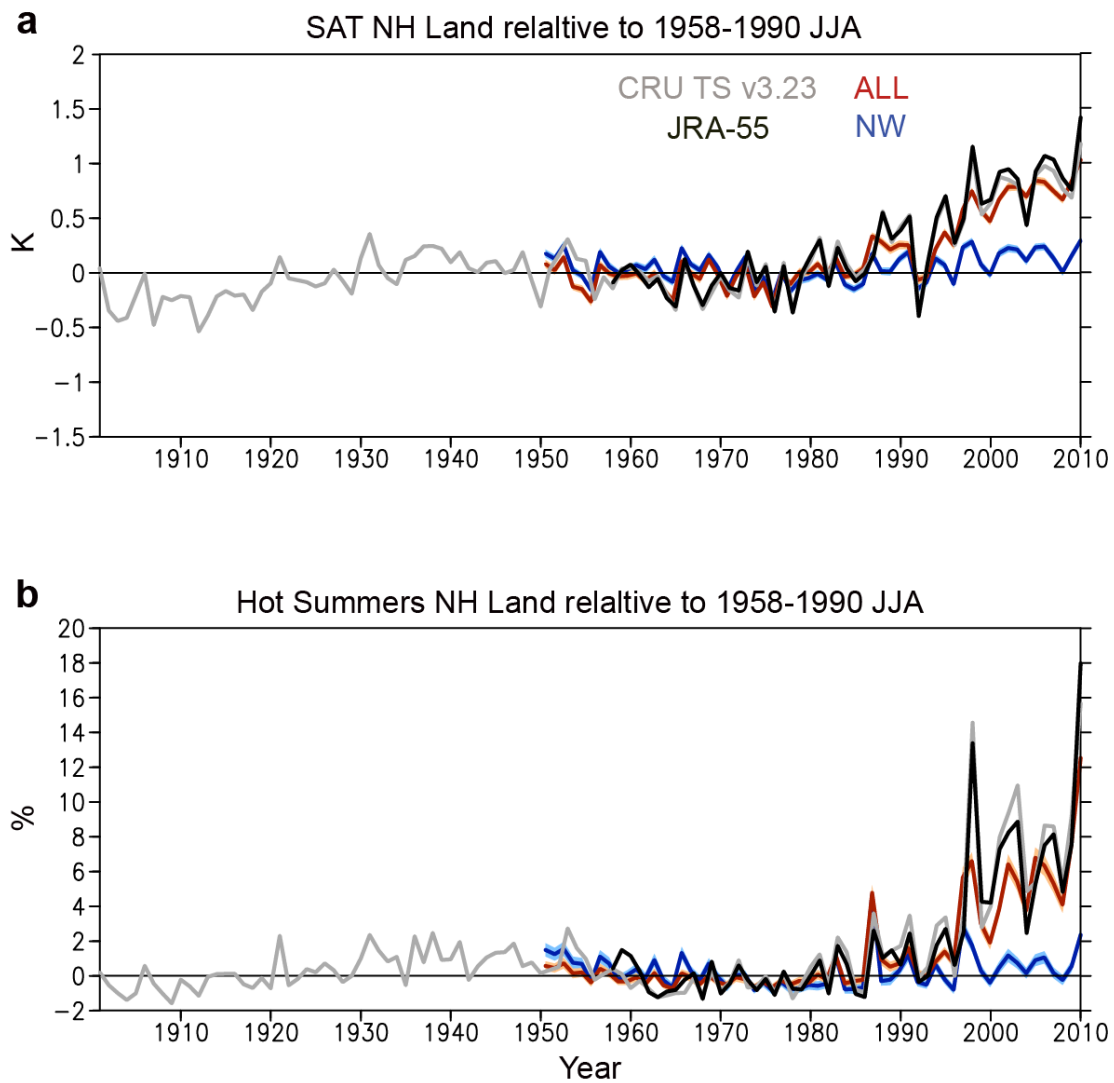 a
SAT NH Land relaltive to 1958-1990 JJA
CRU TS v3.23 ALL
JRA-55 NW
2
1.5
1
0.5
0
−0.5
−1
−1.5
K
1910 1920 1930 1940 1950 1960 1970 1980 1990 2000 2010
b
Hot Summers NH Land relaltive to 1958-1990 JJA
20
18
16
14
12
10
8
6
4
2
0
−2
%
1910 1920 1930 1940 1950 1960 1970 1980 1990 2000 2010
Year